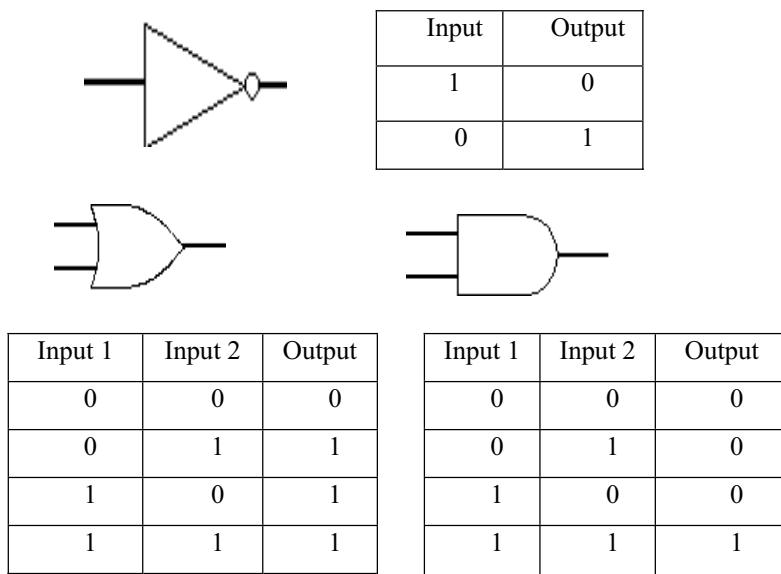 Input Output
1 0
0 1
Input 1 Input 2 Output
0 0 0
0 1 1
1 0 1
1 1 1
Input 1 Input 2 Output
0 0 0
0 1 0
1 0 0
1 1 1